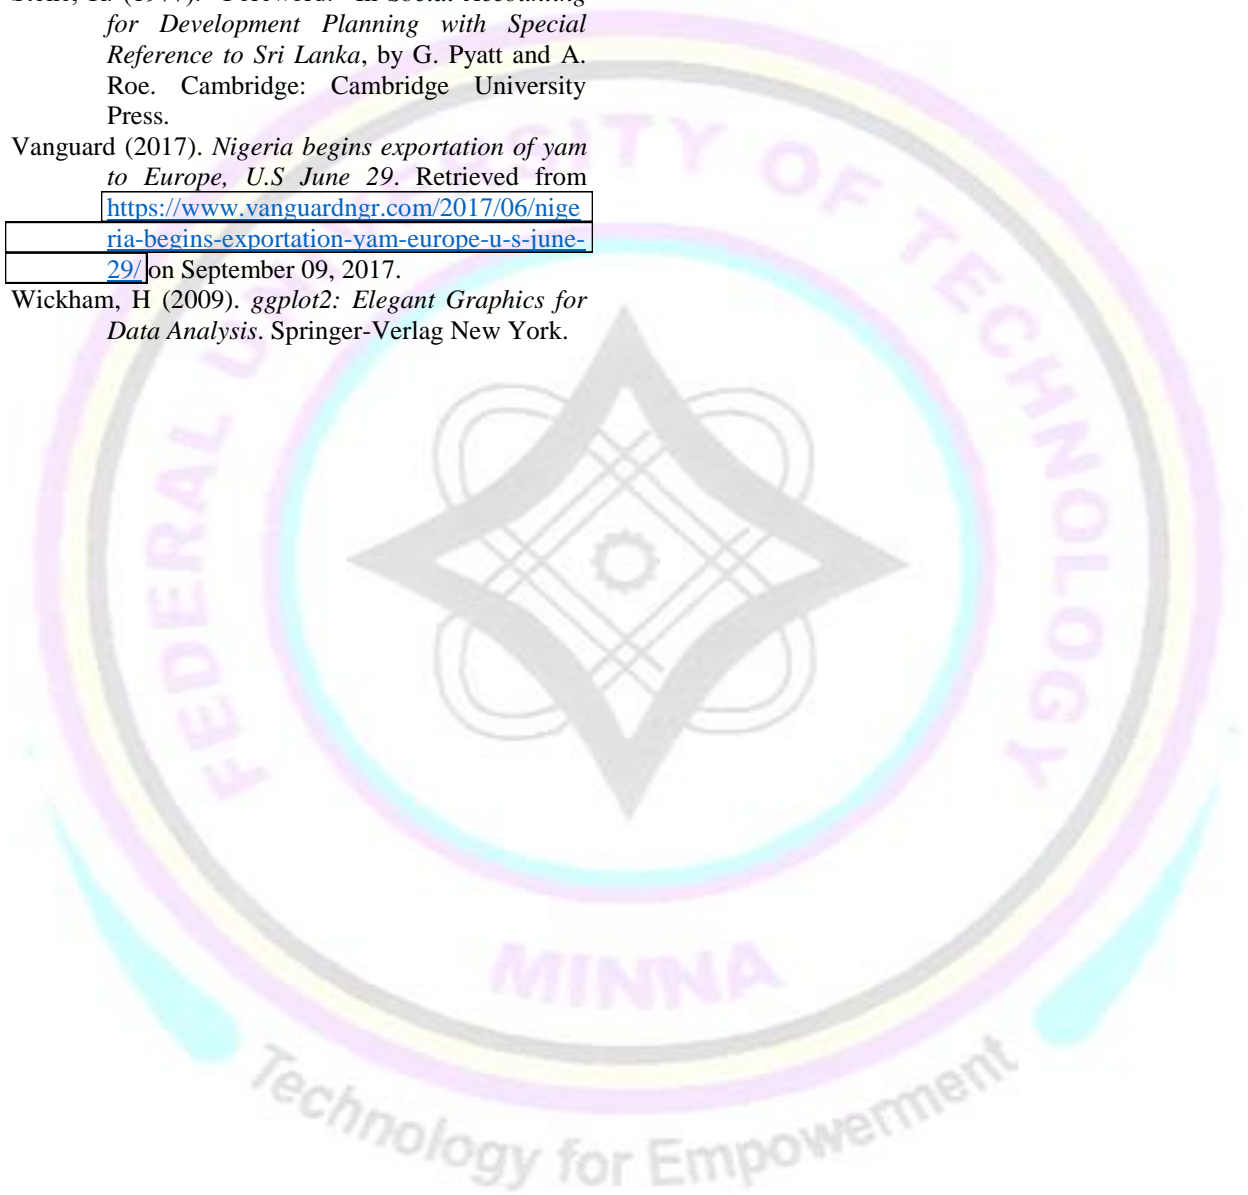 for Development Planning with Special
Reference to Sri Lanka, by G. Pyatt and A.
Roe. Cambridge: Cambridge University
Press.
Vanguard (2017). Nigeria begins exportation of yam
to Europe, U.S June 29. Retrieved from
https://www.vanguardngr.com/2017/06/nige
ria-begins-exportation-yam-europe-u-s-june-
29/ on September 09, 2017.
Wickham, H (2009). ggplot2: Elegant Graphics for
Data Analysis. Springer-Verlag New York.
FEDERAL UNIVERSITY OF TECHNOLOGY
MINNA
Technology for Empowerment